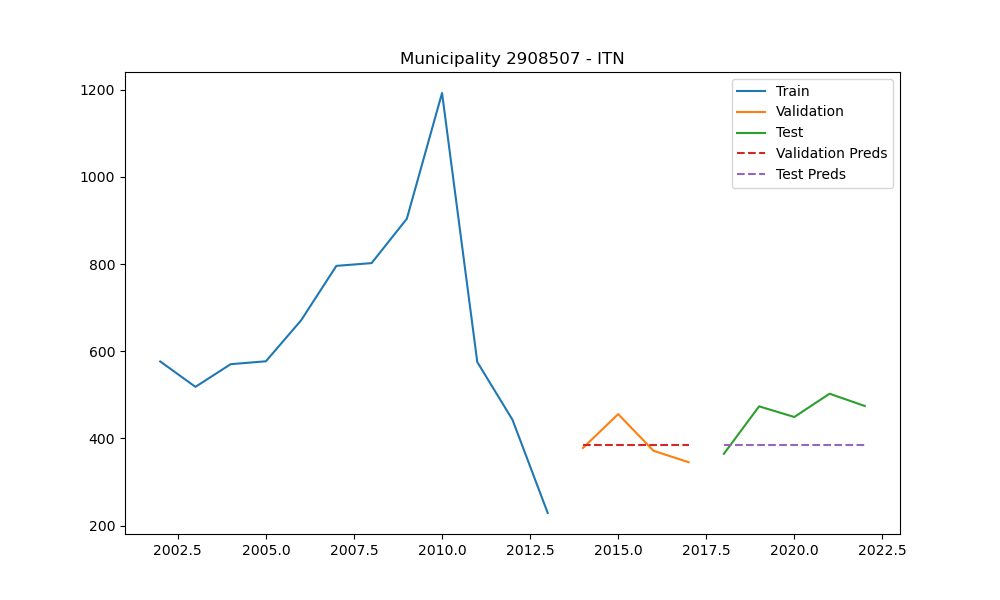 Municipality 2908507 - ITN
1200
1000
800
600
400
200
2002.5 2005.0 2007.5 2010.0 2012.5 2015.0 2017.5 2020.0 2022.5
Train
Validation
Test
Validation Preds
Test Preds